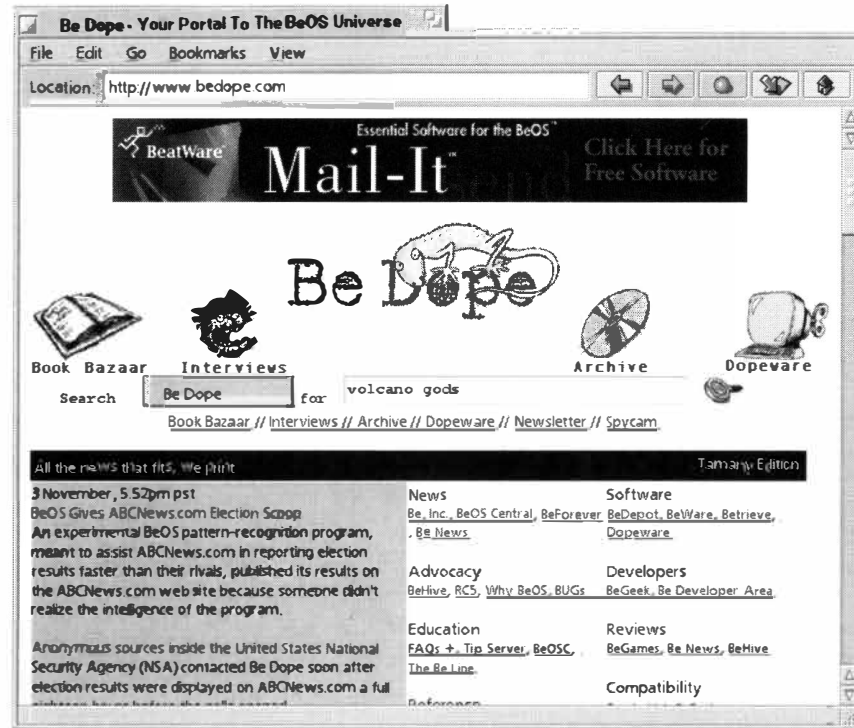 Be Dope - Your Portal To The BeOS Universe
File Edit Go Bookmarks View
Location: http://www.bedope.com
BeatWare
Essential Software for the BeOS™
Mail-It™
Click Here for
Free Software
Be Dope
Book Bazaar
Interviews
Archive
Dopeware
Search Be Dope for volcano gods
Book Bazaar // Interviews // Archive // Dopeware // Newsletter // Spycam
All the news that fits, we print
Tamany Edition
3 November, 5.52pm pst
BeOS Gives ABCNews.com Election Scoop
An experimental BeOS pattern-recognition program,
meant to assist ABCNews.com in reporting election
results faster than their rivals, published its results on
the ABCNews.com web site because someone didn't
realize the intelligence of the program.
Anonymous sources inside the United States National
Security Agency (NSA) contacted Be Dope soon after
election results were displayed on ABCNews.com a full
News
Be, Inc., BeOS Central, BeForever
, Be News
Advocacy
BeHive, RC5, Why BeOS, BUGs
Education
FAQs +, Tip Server, BeOSC,
The Be Line
Reference
Software
BeDepot, BeWare, Betrieve,
Dopeware
Developers
BeGeek, Be Developer Area
Reviews
BeGames, Be News, BeHive
Compatibility